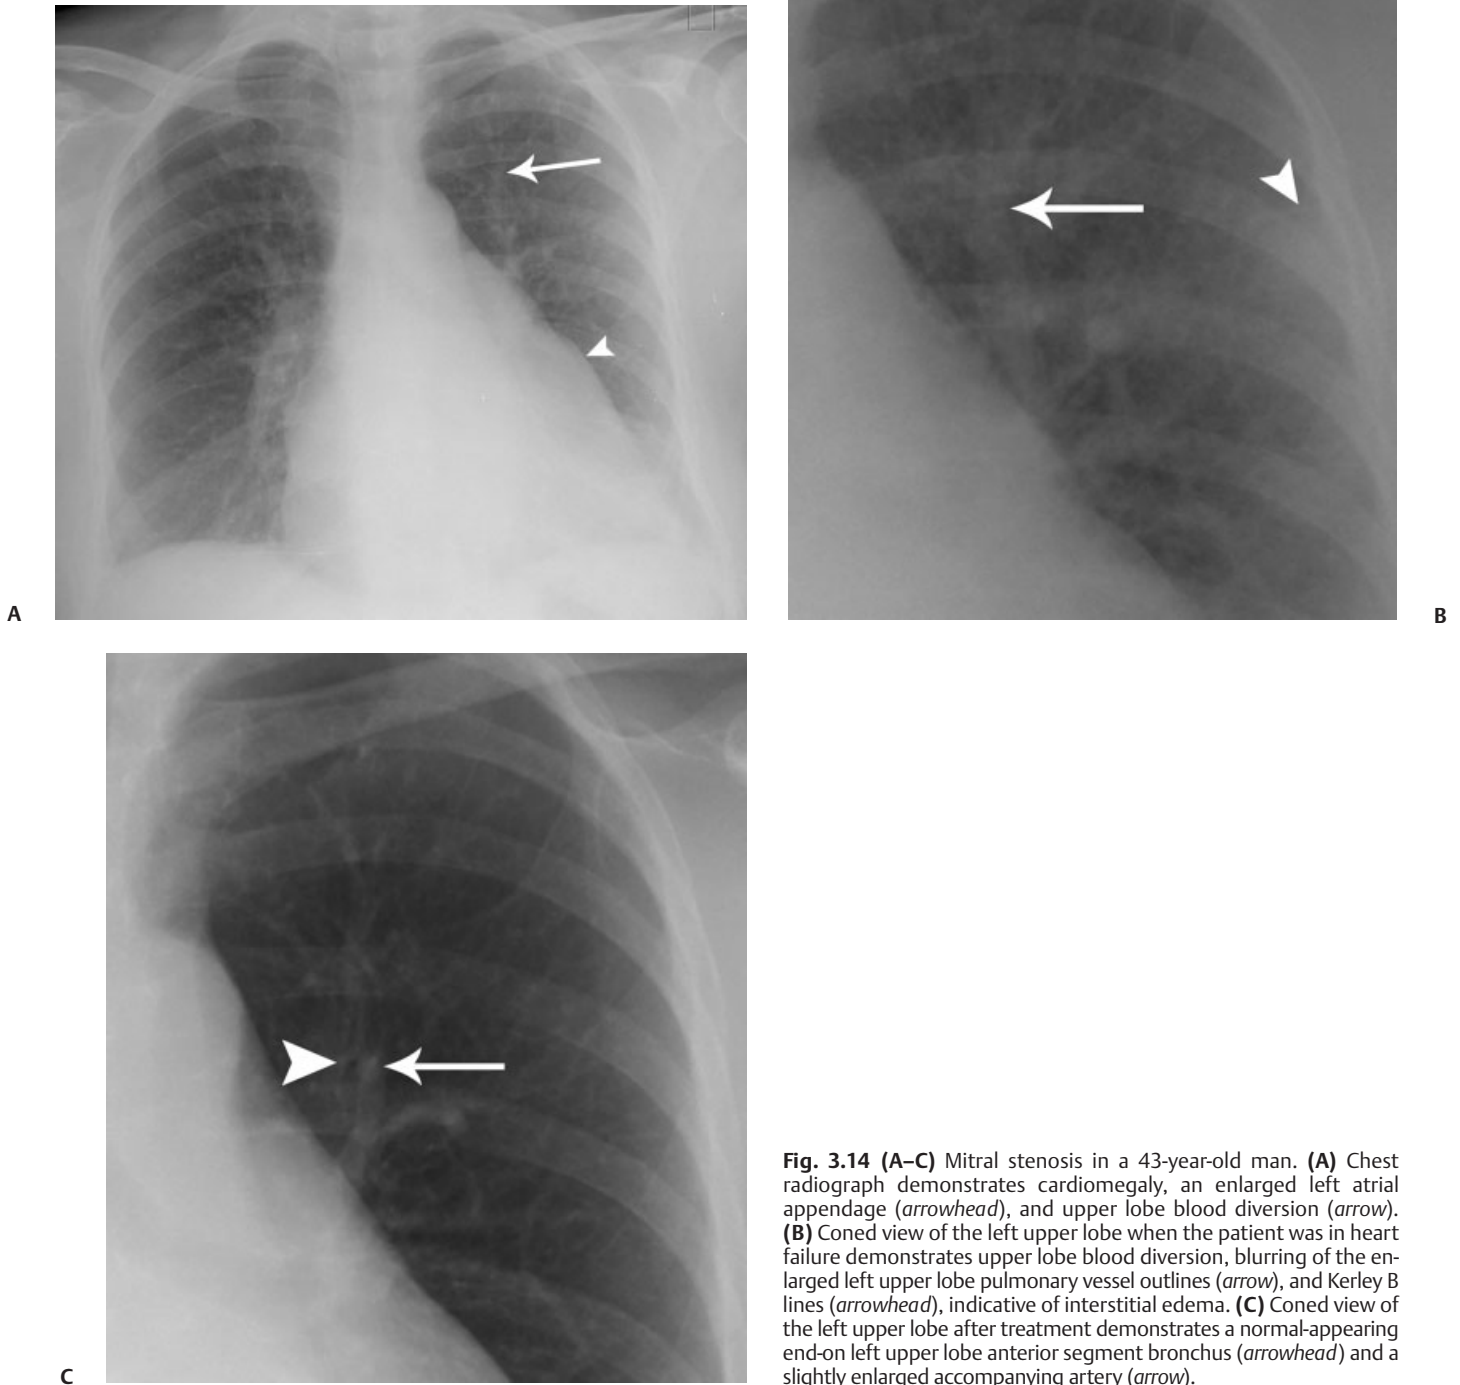 A
B
C
Fig. 3.14 (A–C) Mitral stenosis in a 43-year-old man. (A) Chest
radiograph demonstrates cardiomegaly, an enlarged left atrial
appendage (arrowhead), and upper lobe blood diversion (arrow).
(B) Coned view of the left upper lobe when the patient was in heart
failure demonstrates upper lobe blood diversion, blurring of the en-
larged left upper lobe pulmonary vessel outlines (arrow), and Kerley B
lines (arrowhead), indicative of interstitial edema. (C) Coned view of
the left upper lobe after treatment demonstrates a normal-appearing
end-on left upper lobe anterior segment bronchus (arrowhead) and a
slightly enlarged accompanying artery (arrow).